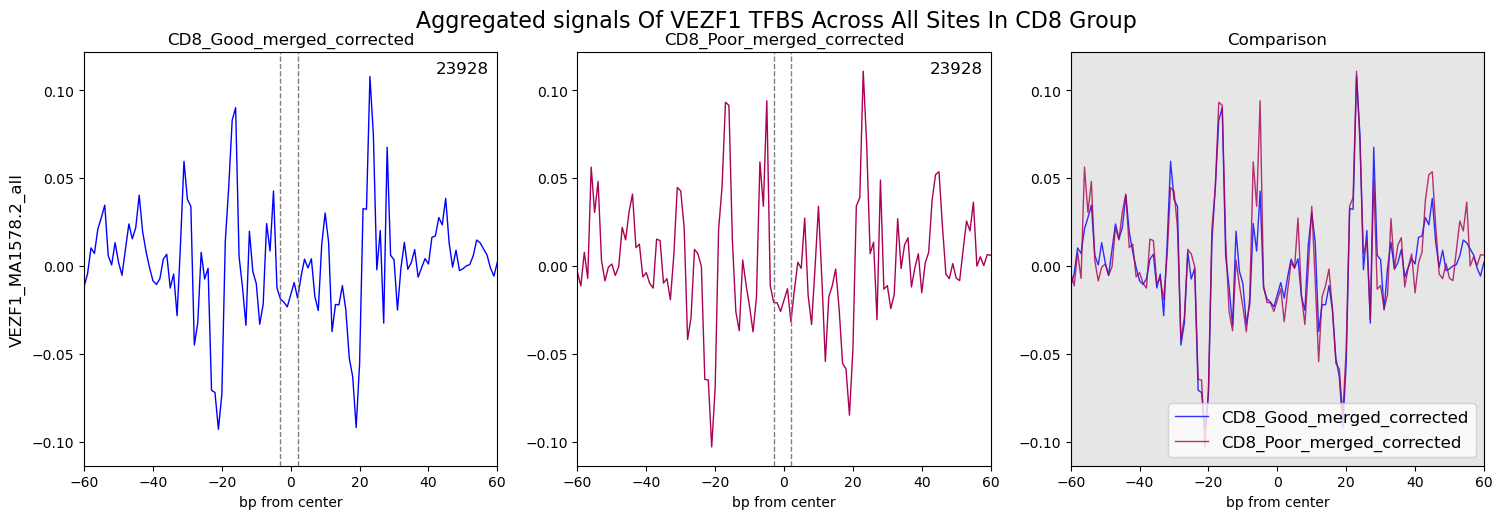 Aggregated signals Of VEZF1 TFBS Across All Sites In CD8 Group
CD8_Good_merged_corrected
CD8_Poor_merged_corrected
Comparison
VEZF1_MA1578.2_all
23928
0.10
0.05
0.00
−0.05
−0.10
−60 −40 −20 0 20 40 60
bp from center
23928
0.10
0.05
0.00
−0.05
−0.10
−60 −40 −20 0 20 40 60
bp from center
0.10
0.05
0.00
−0.05
−0.10
CD8_Good_merged_corrected
CD8_Poor_merged_corrected
−60 −40 −20 0 20 40 60
bp from center